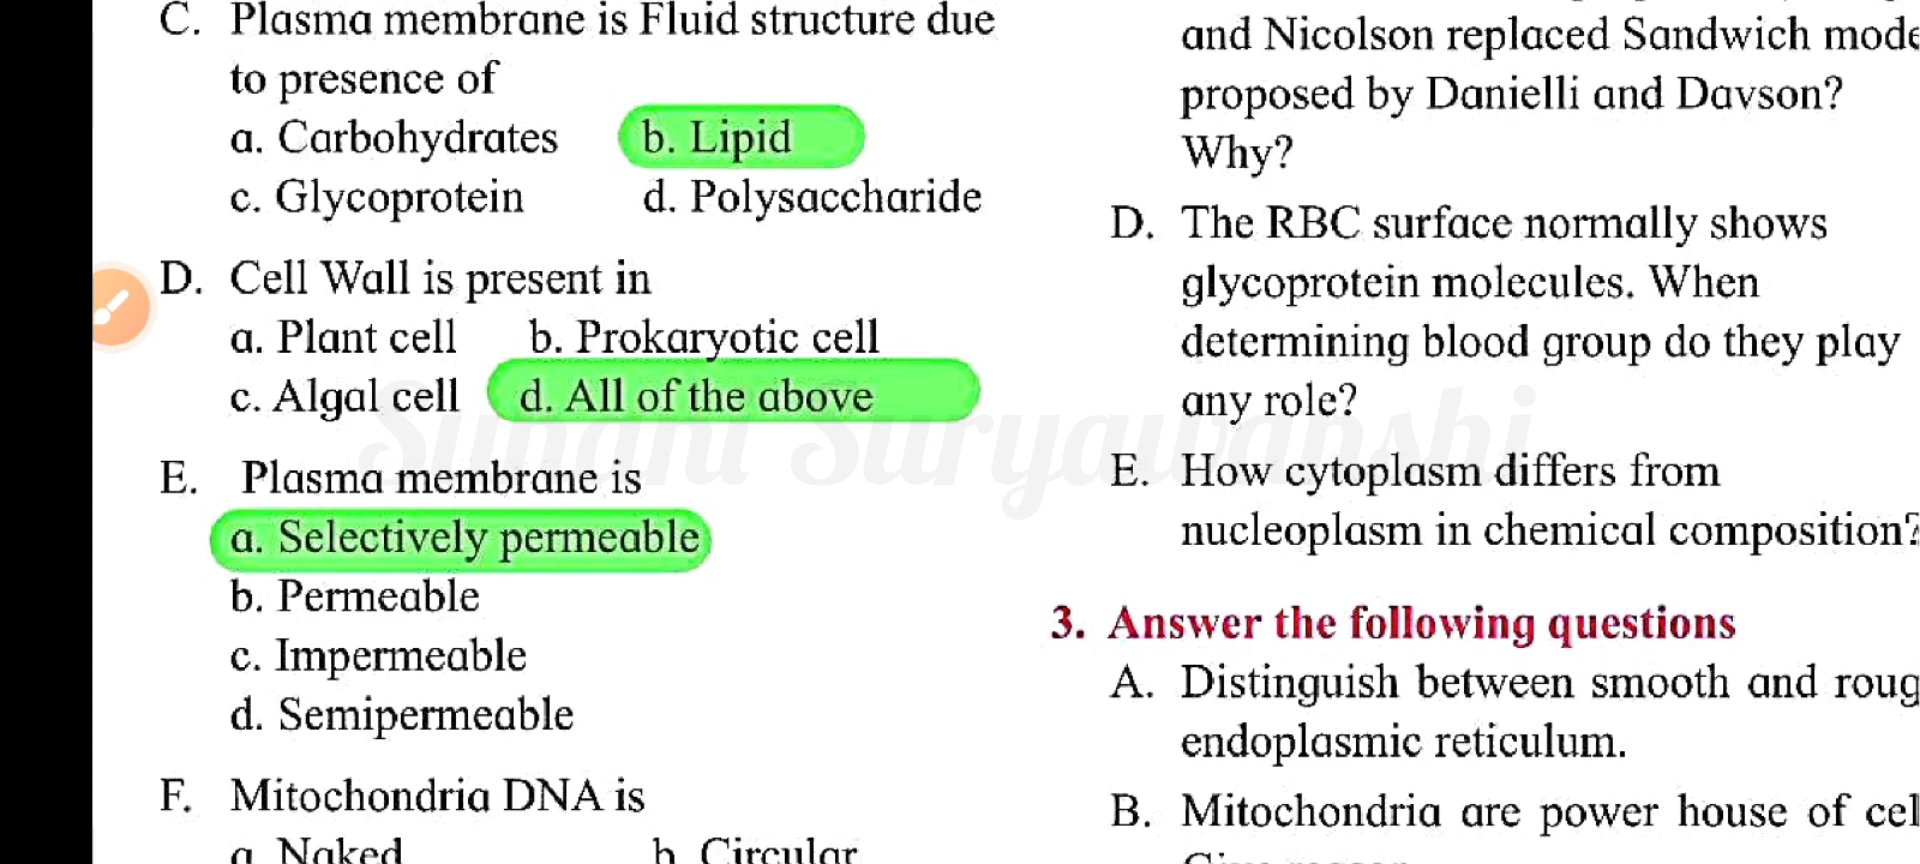 C. Plasma membrane is Fluid structure due
to presence of
a. Carbohydrates b. Lipid
c. Glycoprotein d. Polysaccharide
D. Cell Wall is present in
a. Plant cell b. Prokaryotic cell
c. Algal cell d. All of the above
E. Plasma membrane is
a. Selectively permeable
b. Permeable
c. Impermeable
d. Semipermeable
F. Mitochondria DNA is
a Naked b Circular
and Nicolson replaced Sandwich mode
proposed by Danielli and Davson?
Why?
D. The RBC surface normally shows
glycoprotein molecules. When
determining blood group do they play
any role?
E. How cytoplasm differs from
nucleoplasm in chemical composition?
3. Answer the following questions
A. Distinguish between smooth and roug
endoplasmic reticulum.
B. Mitochondria are power house of cel
Suryawanshi